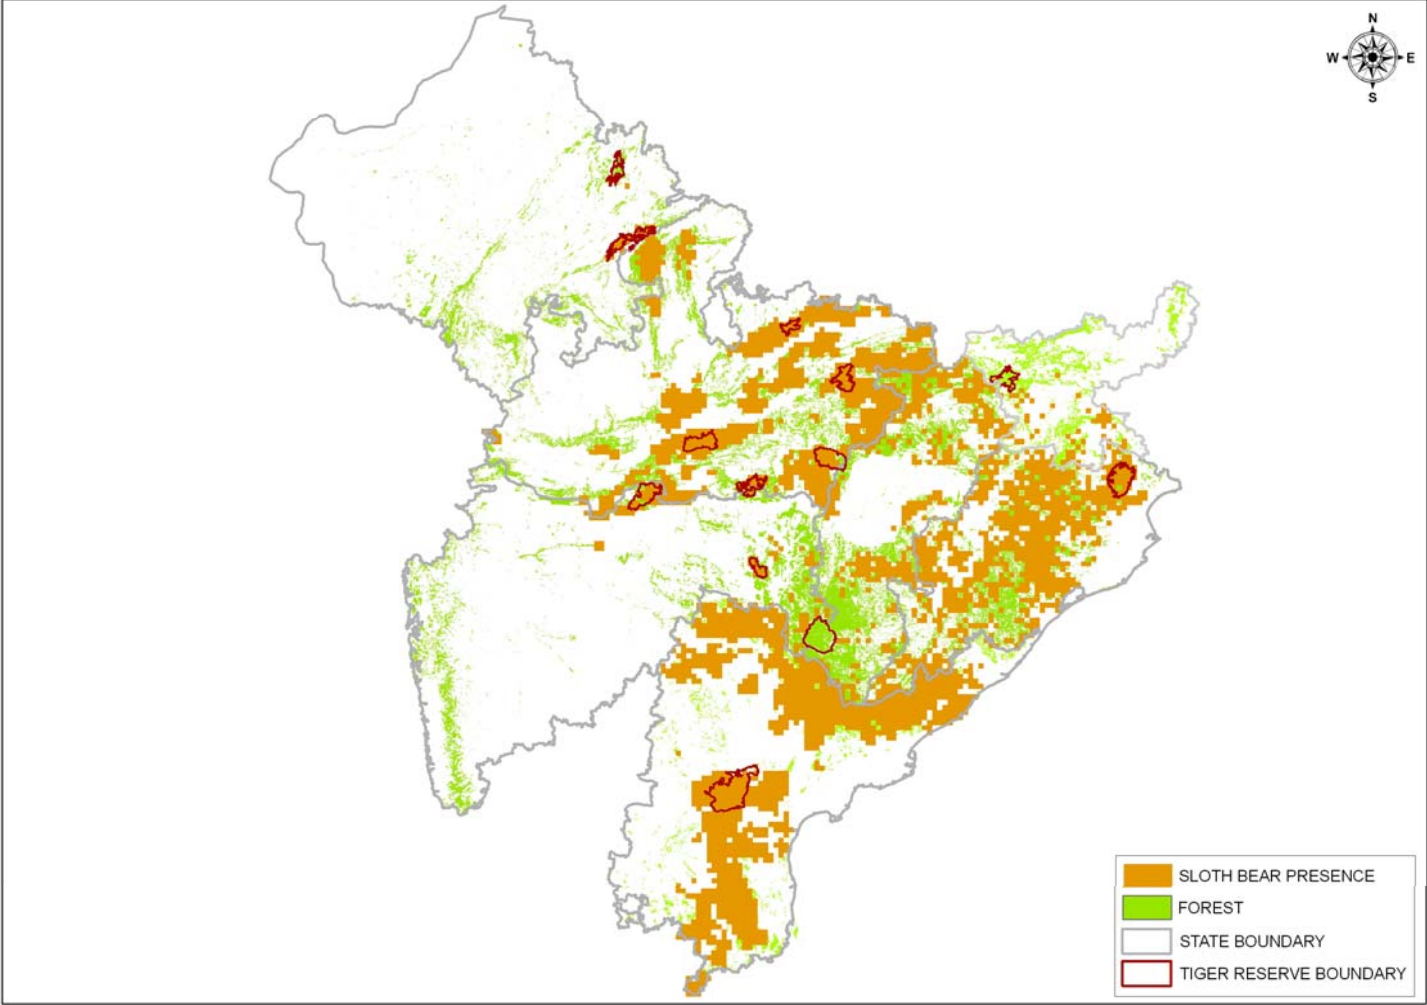 N
W E
S
SLOTH BEAR PRESENCE
FOREST
STATE BOUNDARY
TIGER RESERVE BOUNDARY